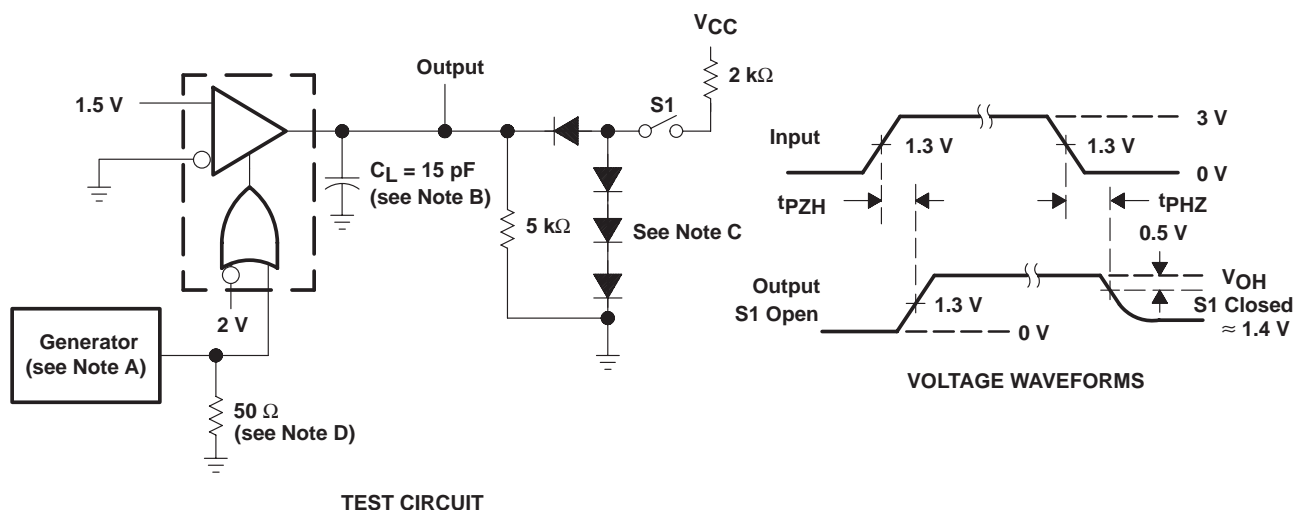 VCC
2 kΩ
Output
S1
1.5 V
CL = 15 pF
(see Note B)
5 kΩ
See Note C
2 V
Generator
(see Note A)
50 Ω
(see Note D)
TEST CIRCUIT
3 V
Input
1.3 V
1.3 V
0 V
tPZH
tPHZ
0.5 V
VOH
Output
S1 Open
1.3 V
S1 Closed
≈ 1.4 V
0 V
VOLTAGE WAVEFORMS